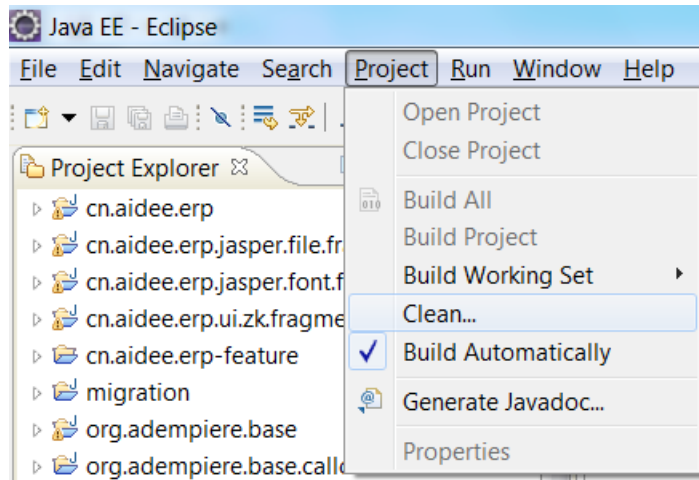 Java EE - Eclipse
File Edit Navigate Search Project Run Window Help
Project Explorer
cn.aidee.erp
cn.aidee.erp.jasper.file.fr
cn.aidee.erp.jasper.font.f
cn.aidee.erp.ui.zk.fragme
cn.aidee.erp-feature
migration
org.adempiere.base
org.adempiere.base.callo
Open Project
Close Project
010
Build All
Build Project
Build Working Set
Clean...
Build Automatically
Generate Javadoc...
Properties